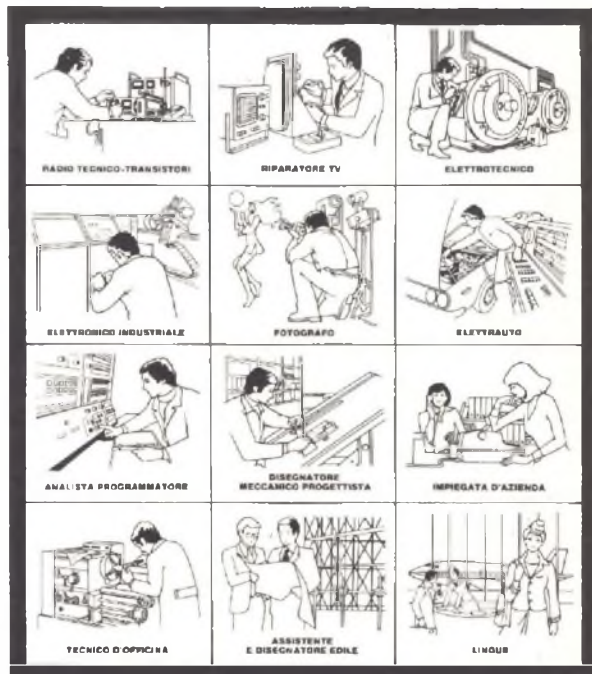 RADIO TECNICO-TRANSISTORI
RIPARATORE TV
ELETTROTECNICO
ELETTRONICO INDUSTRIALE
FOTOGRAFO
ELETTRAUTO
ANALISTA PROGRAMMATORE
DISEGNATORE
MECCANICO PROGETTISTA
IMPIEGATA D'AZIENDA
TECNICO D'OFFICINA
ASSISTENTE
E DISEGNATORE EDILE
LINGUE